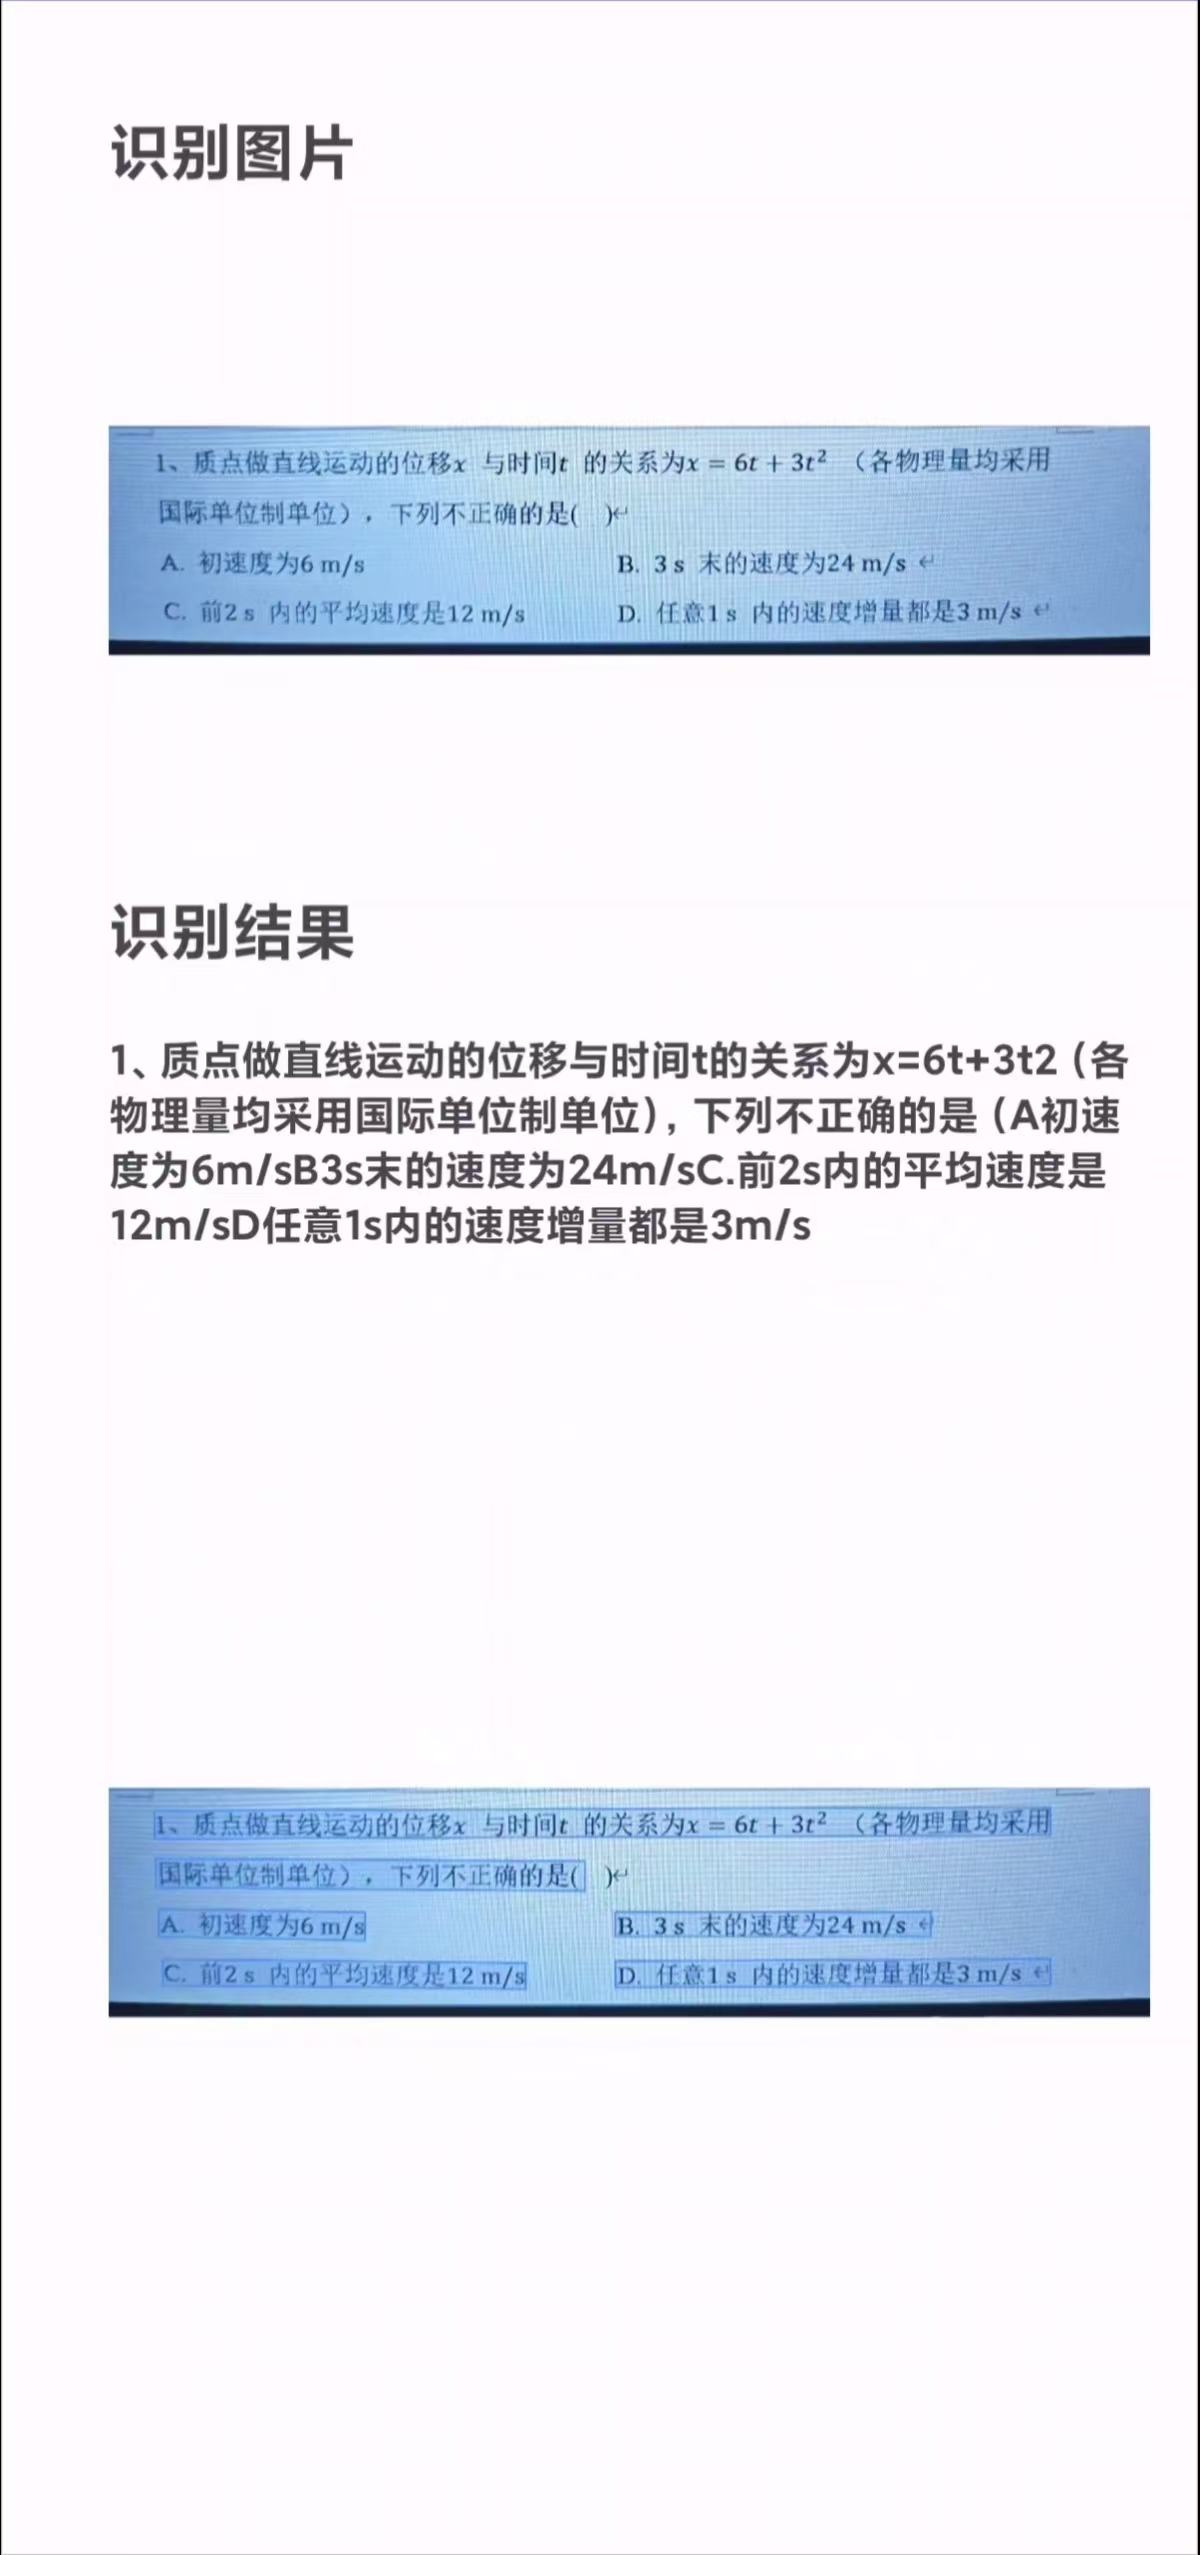 识别图片
1、质点做直线运动的位移x 与时间t 的关系为x = 6t + 3t² （各物理量均采用
国际单位制单位），下列不正确的是( )↵
A. 初速度为6 m/s
B. 3 s 末的速度为24 m/s ↵
C. 前2 s 内的平均速度是12 m/s
D. 任意1 s 内的速度增量都是3 m/s ↵
识别结果
1、质点做直线运动的位移与时间t的关系为x=6t+3t2（各
物理量均采用国际单位制单位），下列不正确的是（A初速
度为6m/sB3s末的速度为24m/sC.前2s内的平均速度是
12m/sD任意1s内的速度增量都是3m/s
1、质点做直线运动的位移x 与时间t 的关系为x = 6t + 3t² （各物理量均采用
国际单位制单位），下列不正确的是( )↵
A. 初速度为6 m/s
B. 3 s 末的速度为24 m/s ↵
C. 前2 s 内的平均速度是12 m/s
D. 任意1 s 内的速度增量都是3 m/s ↵